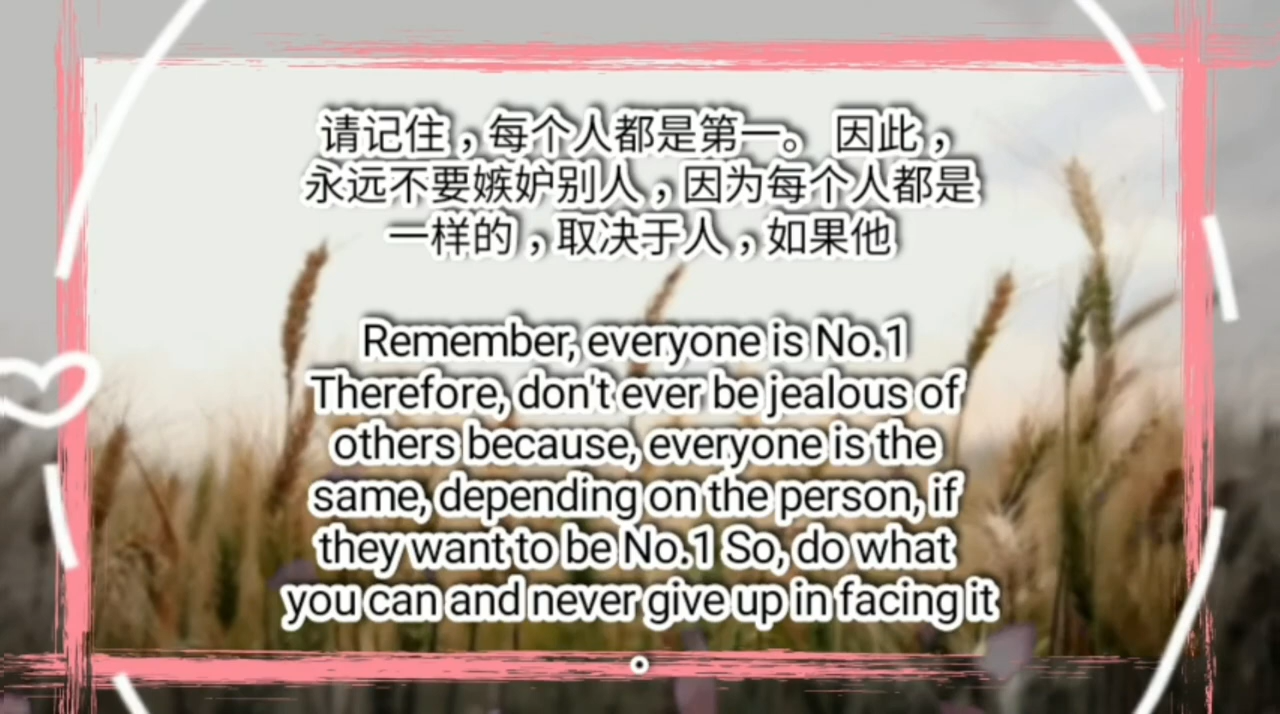 请记住，每个人都是第一。 因此，
永远不要嫉妒别人，因为每个人都是
一样的，取决于人，如果他
Remember, everyone is No.1
Therefore, don't ever be jealous of
others because, everyone is the
same, depending on the person, if
they want to be No.1 So, do what
you can and never give up in facing it